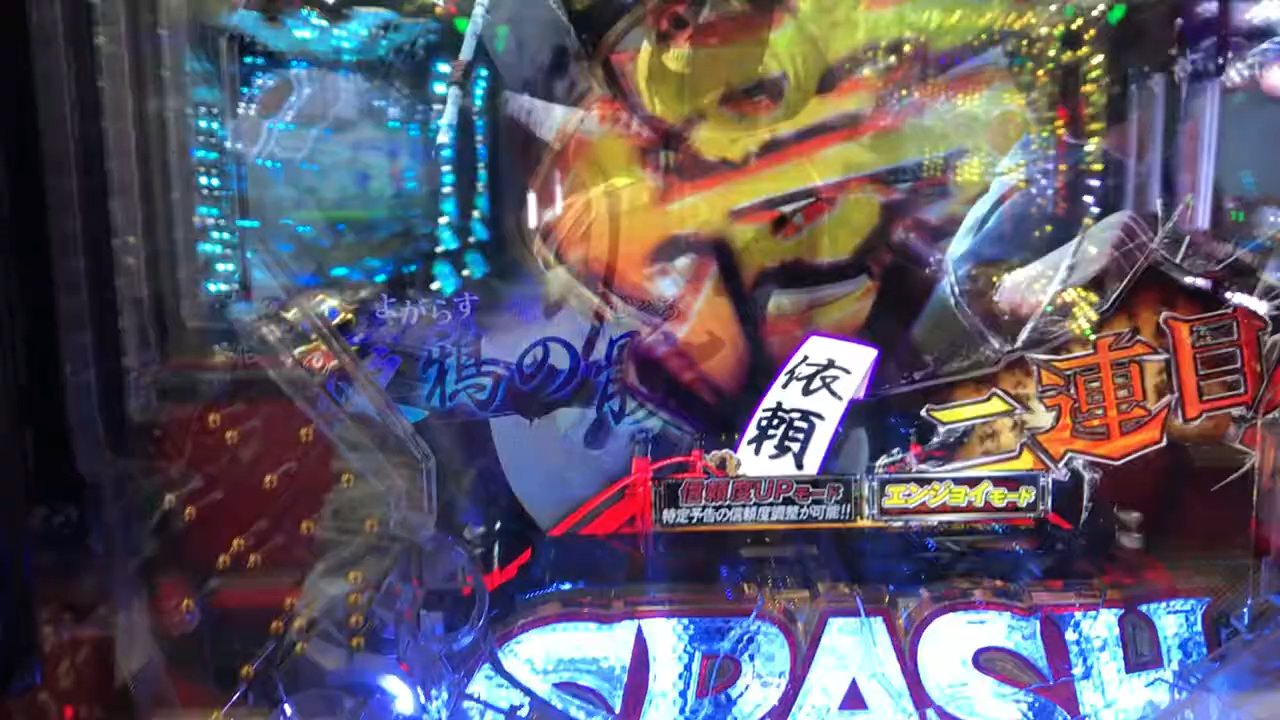 よがらす
鴉の骨
依頼
二連目
信頼度UPモード
特定予告の信頼度調整が可能!!
エンジョイモード